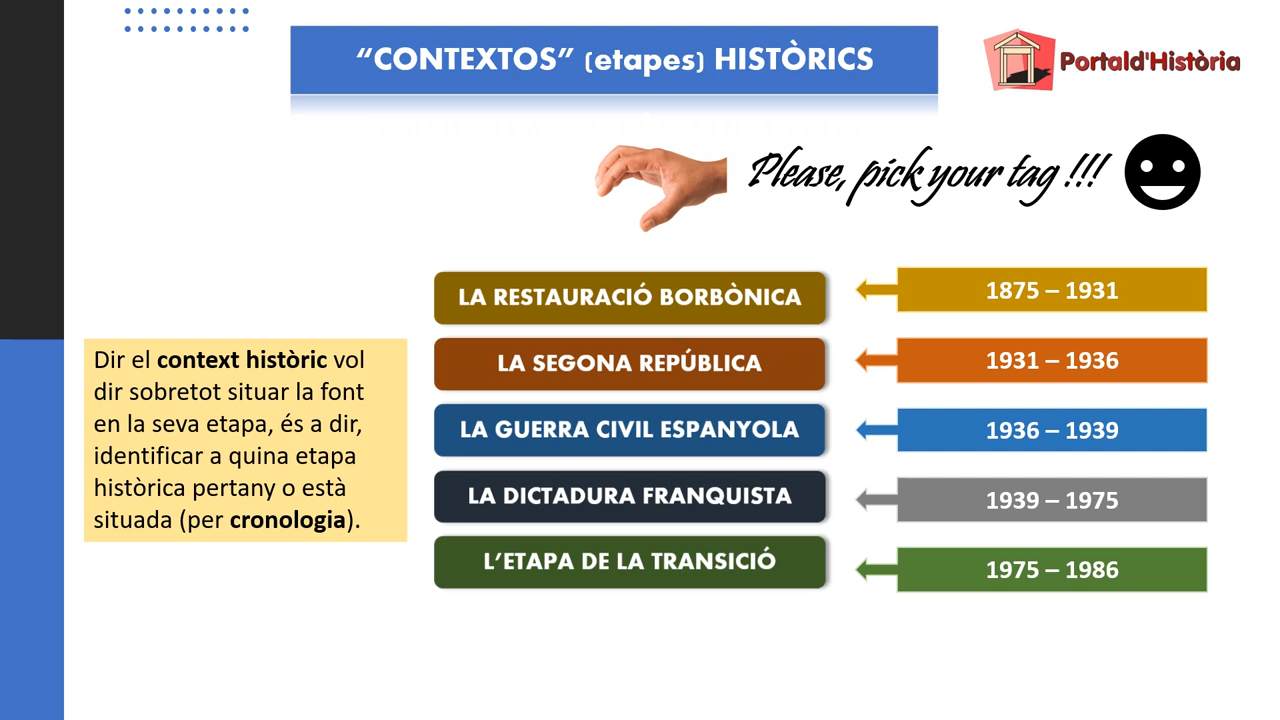 “CONTEXTOS” (etapes) HISTÒRICS
Portald'Història
Please, pick your tag !!!
LA RESTAURACIÓ BORBÒNICA
1875 – 1931
LA SEGONA REPÚBLICA
1931 – 1936
LA GUERRA CIVIL ESPANYOLA
1936 – 1939
LA DICTADURA FRANQUISTA
1939 – 1975
L’ETAPA DE LA TRANSICIÓ
1975 – 1986
Dir el context històric vol
dir sobretot situar la font
en la seva etapa, és a dir,
identificar a quina etapa
històrica pertany o està
situada (per cronologia).